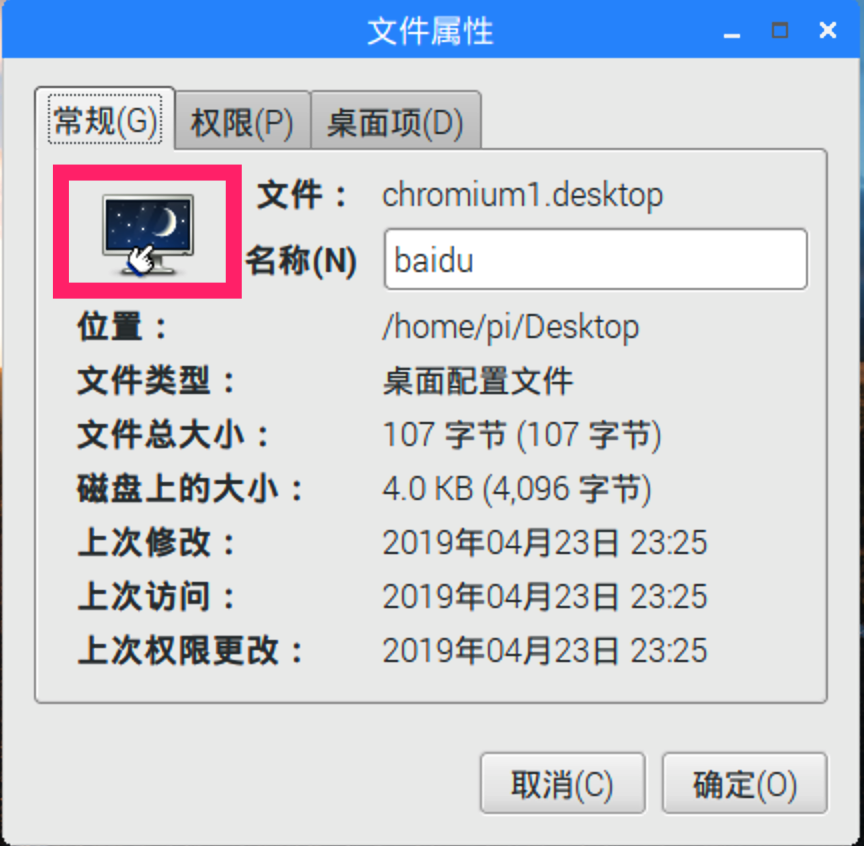 文件属性
常规(G) 权限(P) 桌面项(D)
文件： chromium1.desktop
名称(N) baidu
位置： /home/pi/Desktop
文件类型： 桌面配置文件
文件总大小： 107 字节 (107 字节)
磁盘上的大小： 4.0 KB (4,096 字节)
上次修改： 2019年04月23日 23:25
上次访问： 2019年04月23日 23:25
上次权限更改： 2019年04月23日 23:25
取消(C) 确定(O)